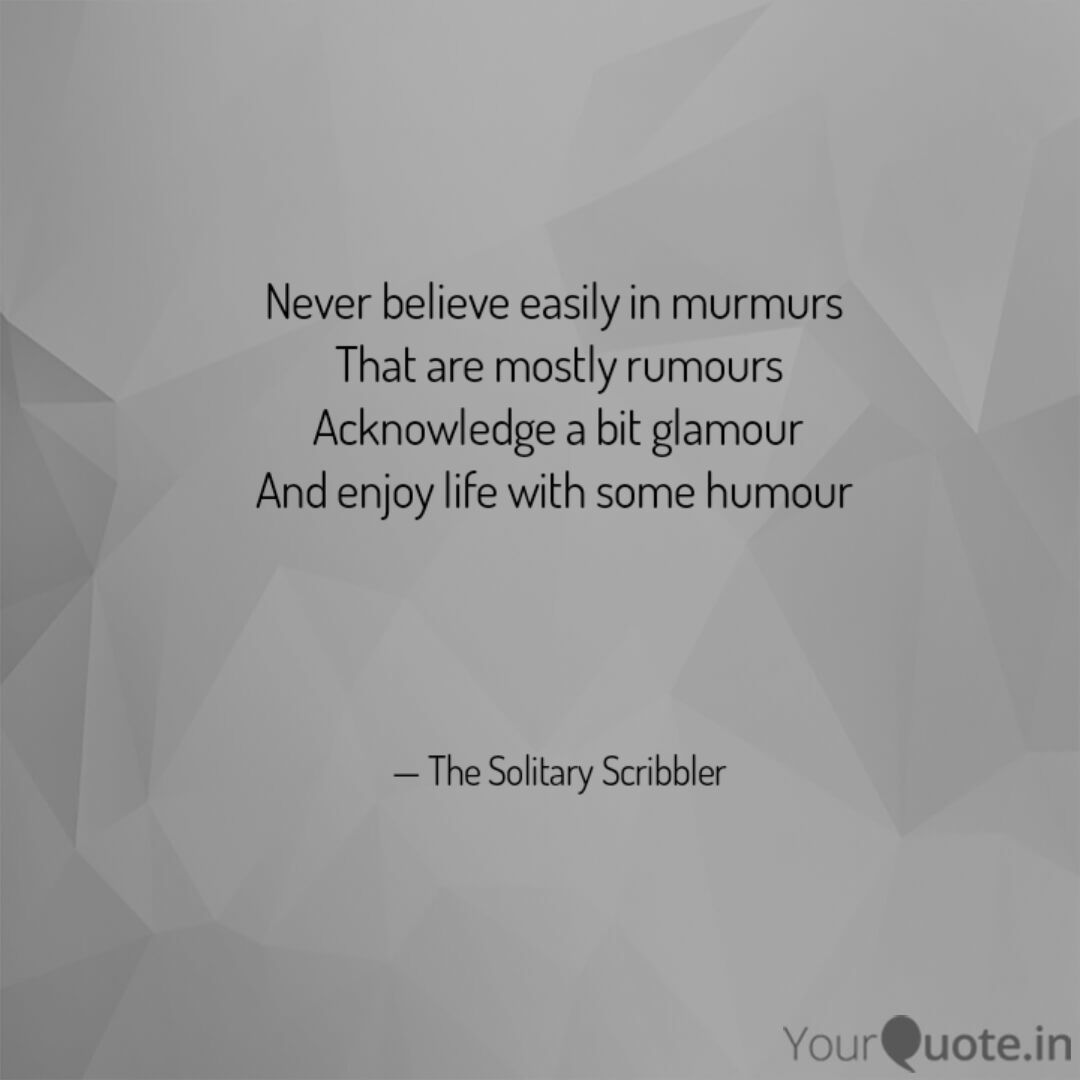 Never believe easily in murmurs
That are mostly rumours
Acknowledge a bit glamour
And enjoy life with some humour
— The Solitary Scribbler
YourQuote.in